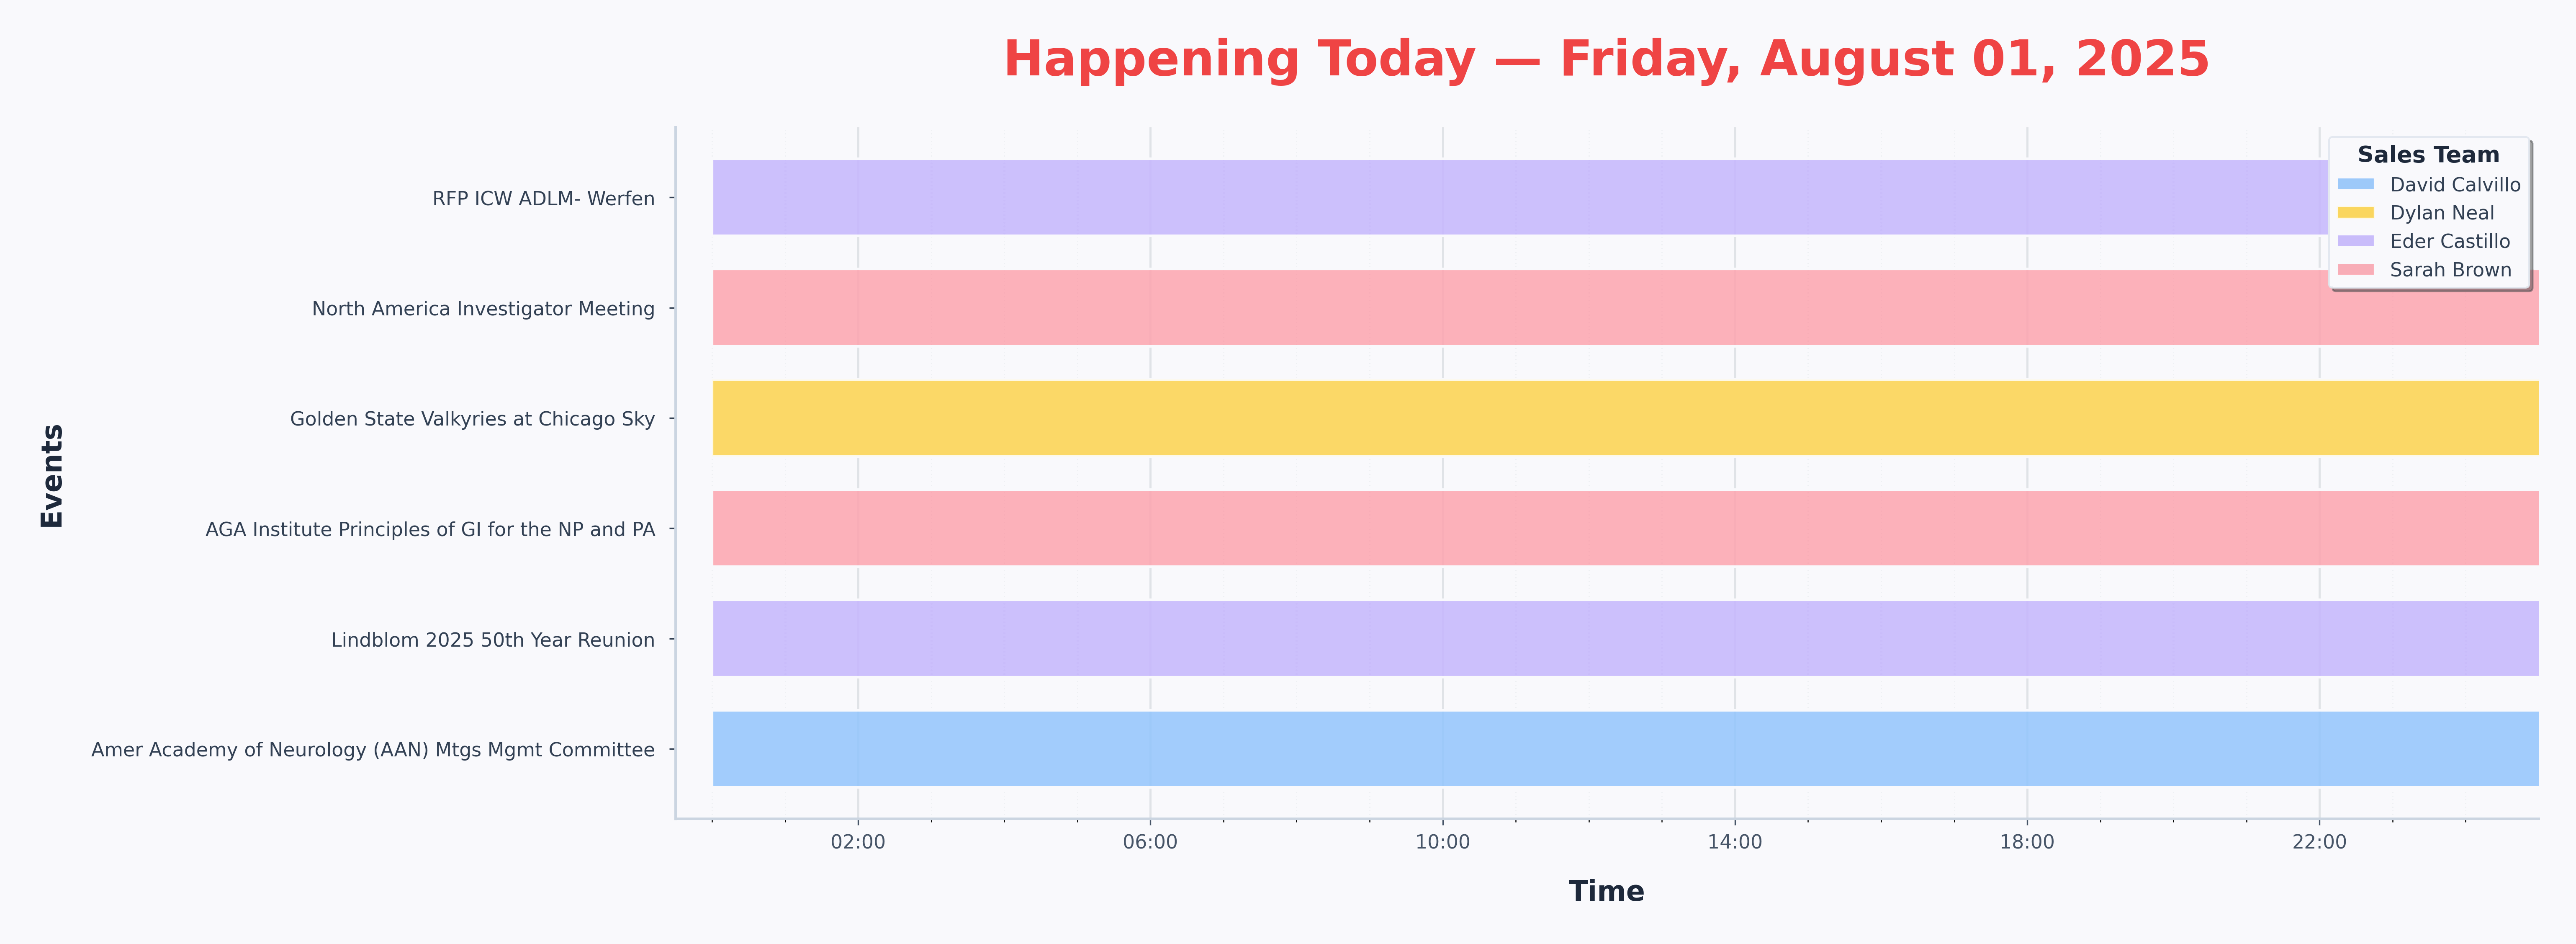 Happening Today — Friday, August 01, 2025
Sales Team
David Calvillo
Dylan Neal
Eder Castillo
Sarah Brown
Events
RFP ICW ADLM- Werfen
North America Investigator Meeting
Golden State Valkyries at Chicago Sky
AGA Institute Principles of GI for the NP and PA
Lindblom 2025 50th Year Reunion
Amer Academy of Neurology (AAN) Mtgs Mgmt Committee
02:00 06:00 10:00 14:00 18:00 22:00
Time